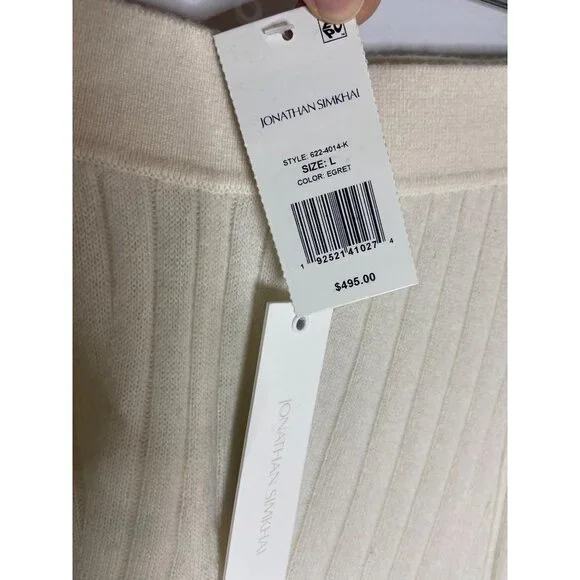 JONATHAN SIMKHAI
STYLE: 622-4014-K
SIZE: L
COLOR: EGRET
1 92521 41027 4
$495.00
JONATHAN SIMKHAI